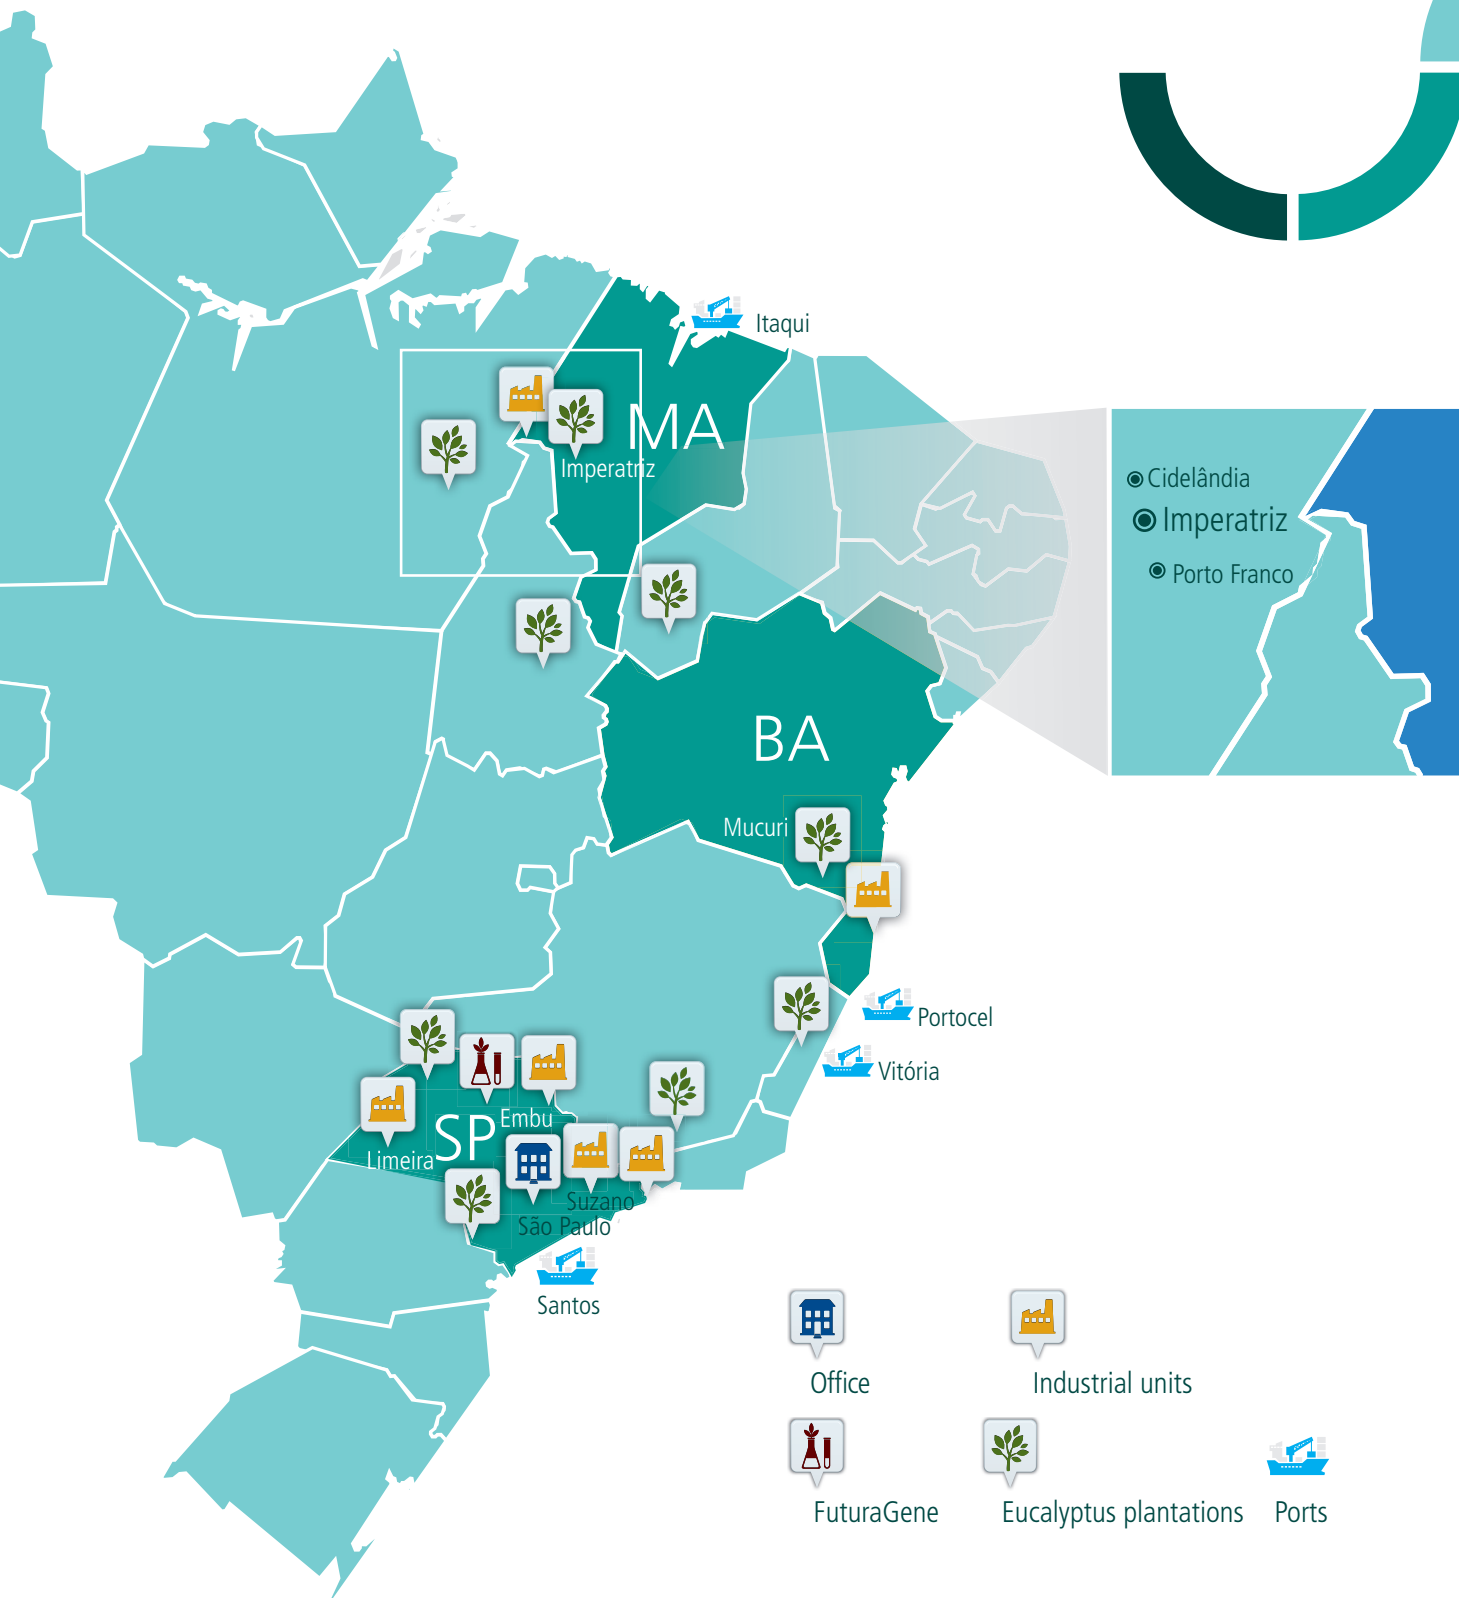 Itaqui
MA
Imperatriz
Cidelândia
Imperatriz
Porto Franco
BA
Mucuri
Portocel
Vitória
Embu
SP
Limeira
Suzano
São Paulo
Santos
Office
Industrial units
FuturaGene
Eucalyptus plantations
Ports